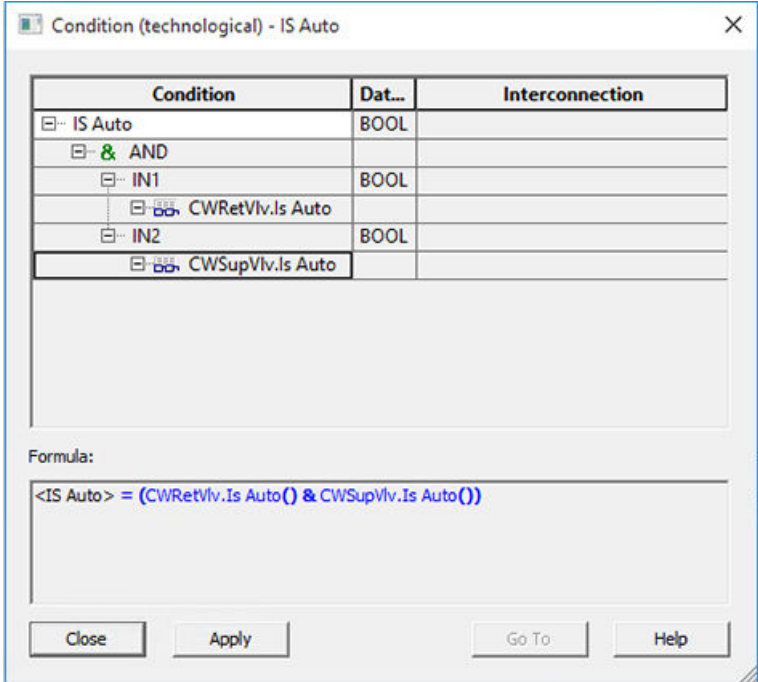 Condition (technological) - IS Auto
Condition Dat... Interconnection
IS Auto BOOL
& AND
IN1 BOOL
CWRetVlv.Is Auto
IN2 BOOL
CWSupVlv.Is Auto
Formula:
<IS Auto> = (CWRetVlv.Is Auto() & CWSupVlv.Is Auto())
Close Apply Go To Help